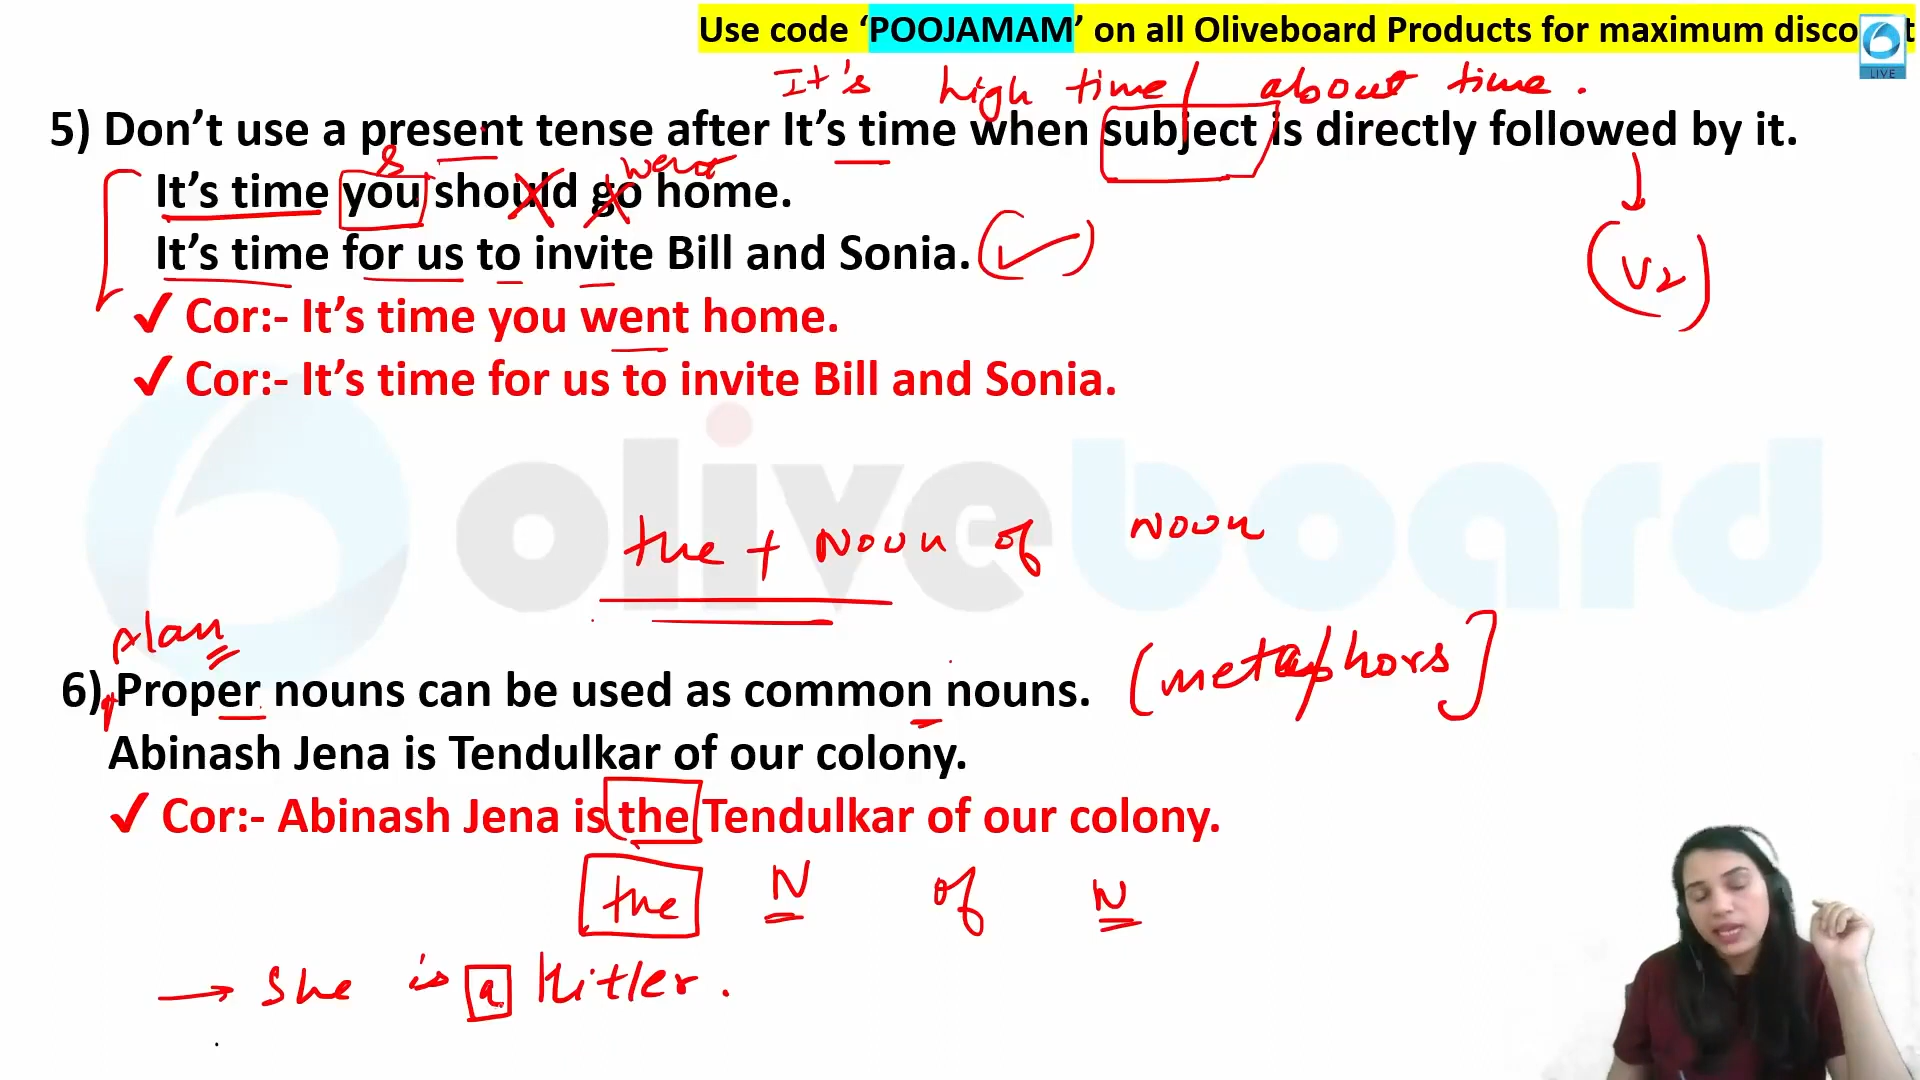 Use code ‘POOJAMAM’ on all Oliveboard Products for maximum disco t
LIVE
It's high time / about time.
5) Don’t use a present tense after It’s time when subject is directly followed by it.
s went
It’s time you should go home.
It’s time for us to invite Bill and Sonia.
(V2)
✓ Cor:- It’s time you went home.
✓ Cor:- It’s time for us to invite Bill and Sonia.
oliveboard
the + Noun of Noun
6) Proper nouns can be used as common nouns. (metaphors]
Abinash Jena is Tendulkar of our colony.
✓ Cor:- Abinash Jena is the Tendulkar of our colony.
the N of N
→ She is a Hitler.